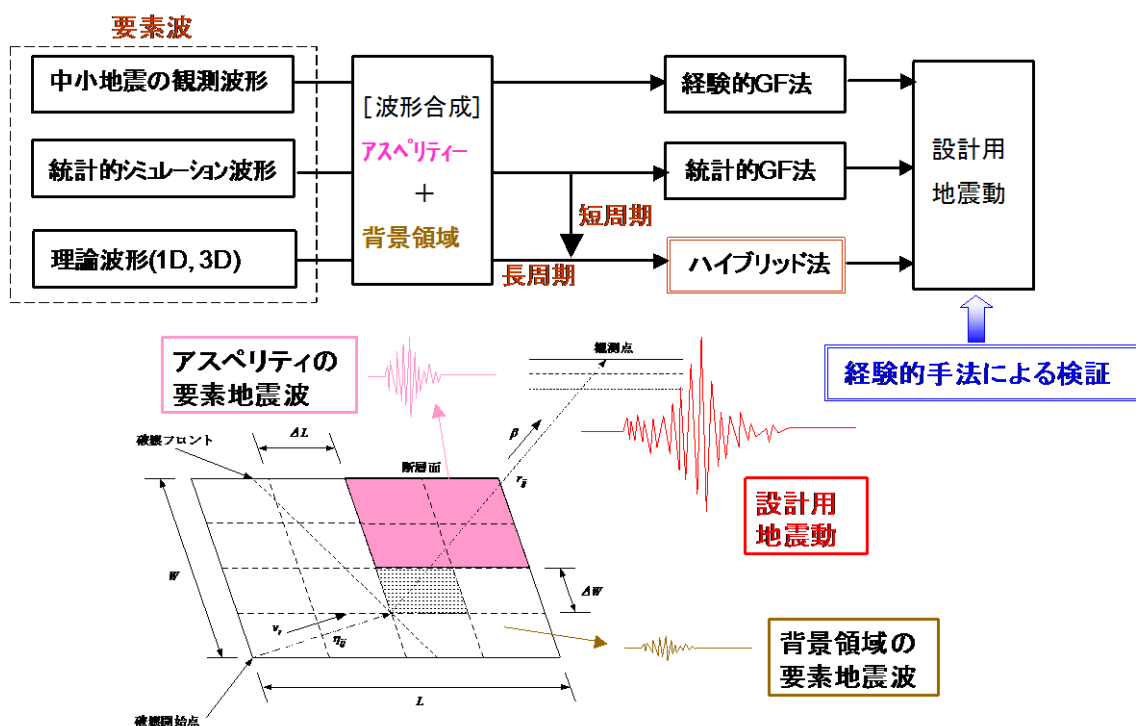 要素波
中小地震の観測波形
統計的シミュレーション波形
理論波形(1D, 3D)
[波形合成]
アスペリティー
+
背景領域
短周期
長周期
経験的GF法
統計的GF法
ハイブリッド法
設計用
地震動
経験的手法による検証
アスペリティの
要素地震波
観測点
破壊フロント
ΔL
断層面
β
r_ij
W
ΔW
v_r
η_ij
L
破壊開始点
設計用
地震動
背景領域の
要素地震波